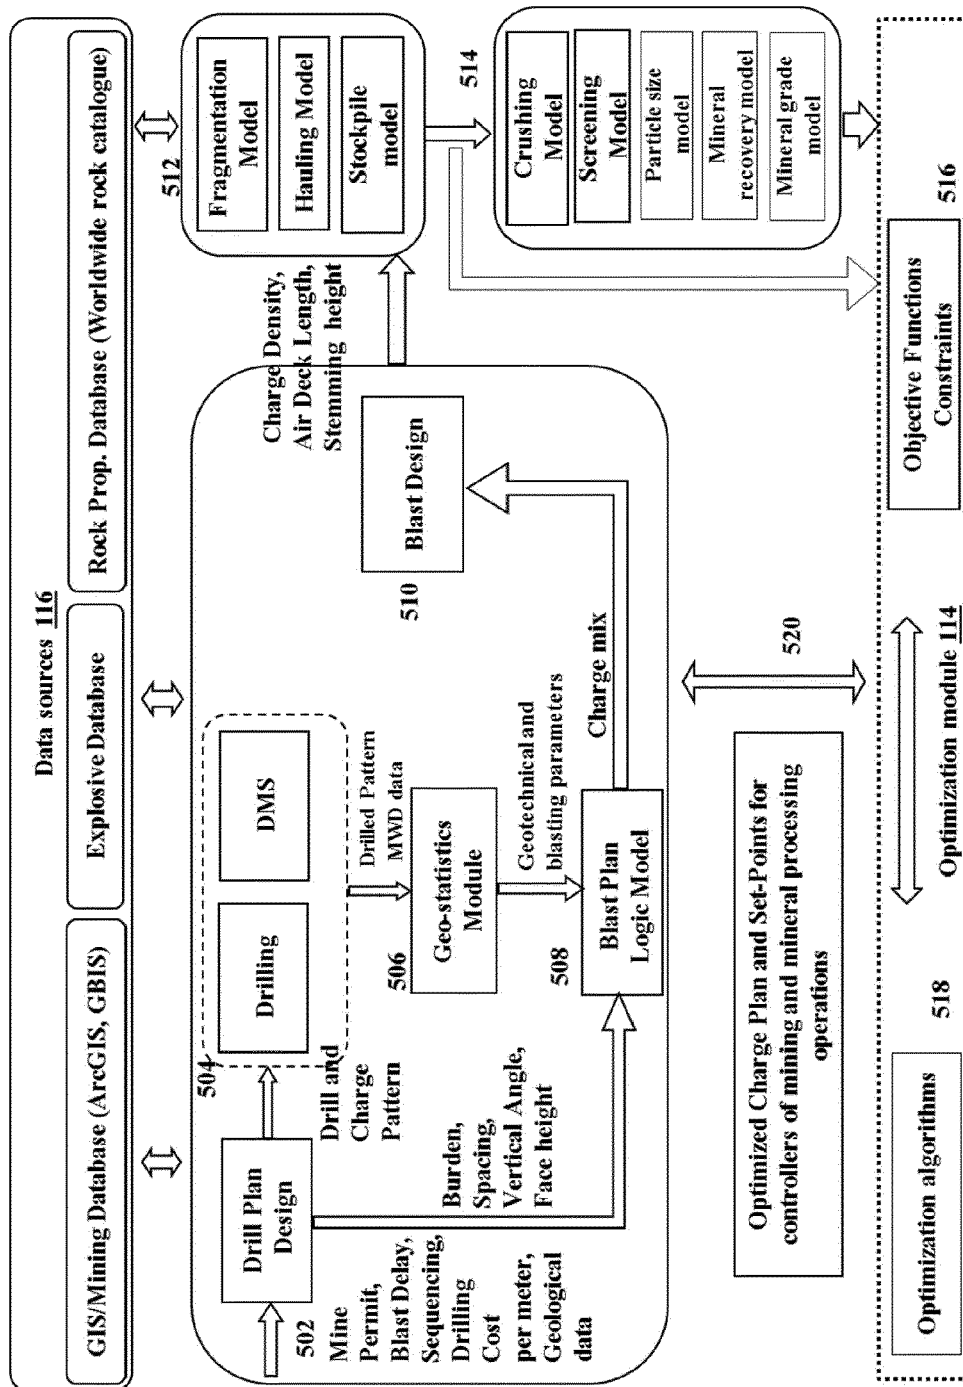 Data sources 116
GIS/Mining Database (ArcGIS, GBIS)
Explosive Database
Rock Prop. Database (Worldwide rock catalogue)
502
Mine
Permit,
Blast Delay,
Sequencing,
Drilling
Cost
per meter,
Geological
data
Drill Plan
Design
504
Drilling
DMS
Drill and
Charge
Pattern
Drilled Pattern
MWD data
506
Geo-statistics
Module
Geotechnical and
blasting parameters
Burden,
Spacing,
Vertical Angle,
Face height
508
Blast Plan
Logic Model
Charge mix
510
Blast Design
Charge Density,
Air Deck Length,
Stemming height
512
Fragmentation
Model
Hauling Model
Stockpile
model
514
Crushing
Model
Screening
Model
Particle size
model
Mineral
recovery model
Mineral grade
model
Optimized Charge Plan and Set-Points for
controllers of mining and mineral processing
operations
520
518
Optimization algorithms
Optimization module 114
516
Objective Functions
Constraints